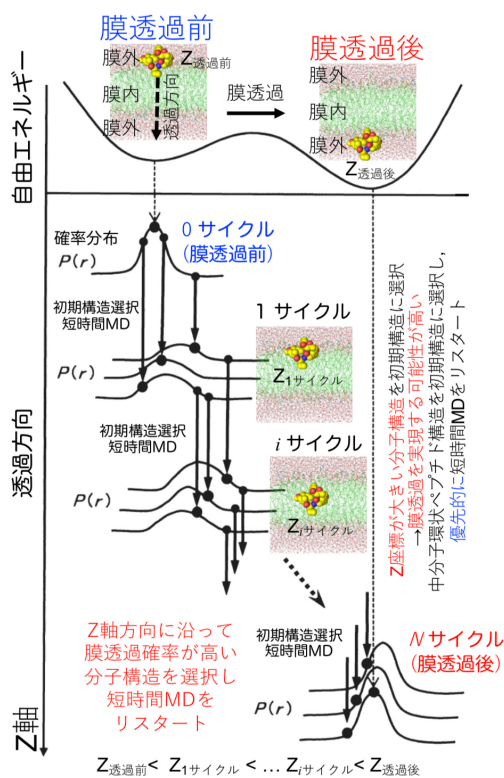 膜透過前
膜透過後
膜外
Z透過前
膜内
膜外
透過方向
膜透過
膜外
膜内
膜外
Z透過後
自由エネルギー
0 サイクル
(膜透過前)
確率分布
P(r)
初期構造選択
短時間MD
1 サイクル
Z1サイクル
P(r)
初期構造選択
短時間MD
i サイクル
Ziサイクル
P(r)
透過方向
Z座標が大きい分子構造を初期構造に選択
→膜透過を実現する可能性が高い
中分子環状ペプチド構造を初期構造に選択し,
優先的に短時間MDをリスタート
Z軸方向に沿って
膜透過確率が高い
分子構造を選択し
短時間MDを
リスタート
初期構造選択
短時間MD
N サイクル
(膜透過後)
P(r)
Z軸
Z透過前< Z1サイクル < … Ziサイクル< Z透過後